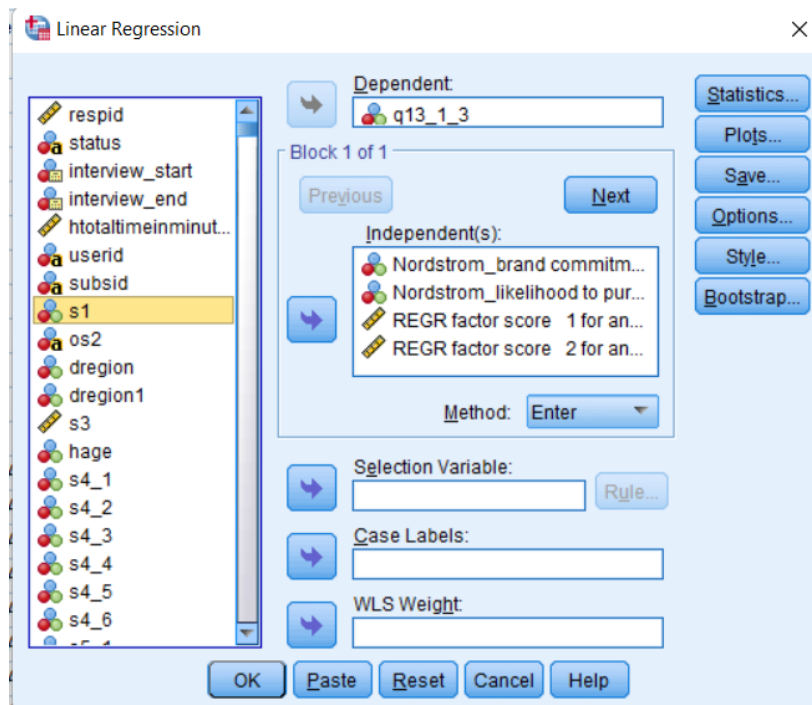 Linear Regression
respid
status
interview_start
interview_end
htotaltimeinminut...
userid
subsid
s1
os2
dregion
dregion1
s3
hage
s4_1
s4_2
s4_3
s4_4
s4_5
s4_6
Dependent:
q13_1_3
Block 1 of 1
Previous
Next
Independent(s):
Nordstrom_brand commitm...
Nordstrom_likelihood to pur...
REGR factor score 1 for an...
REGR factor score 2 for an...
Method: Enter
Selection Variable:
Rule...
Case Labels:
WLS Weight:
Statistics...
Plots...
Save...
Options...
Style...
Bootstrap...
OK Paste Reset Cancel Help